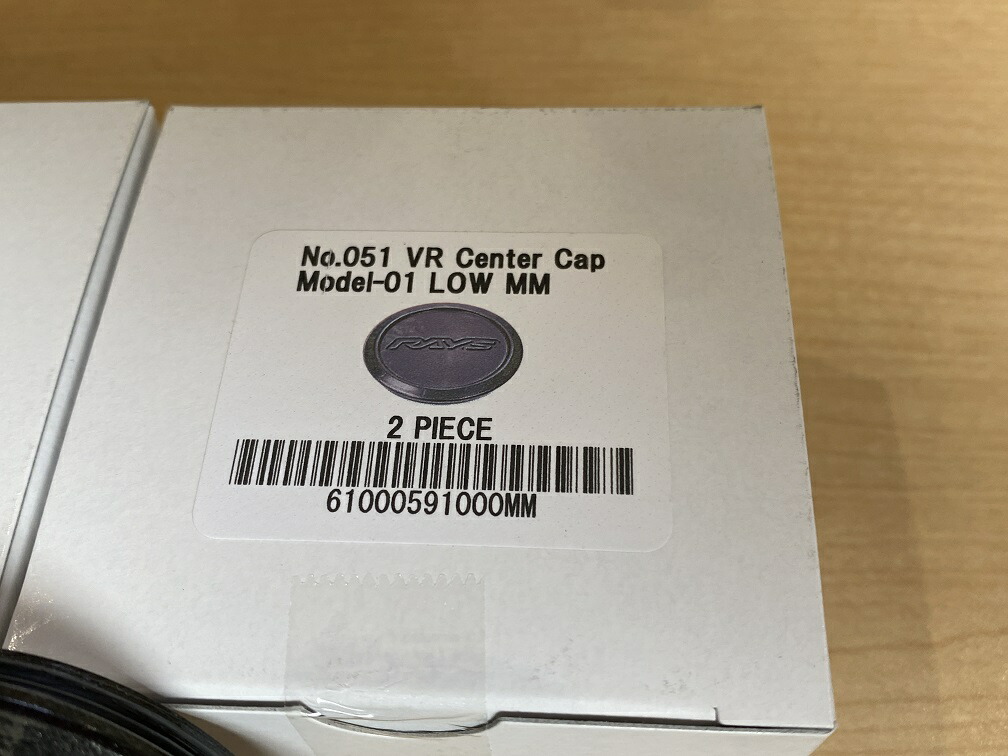 No.051 VR Center Cap
Model-01 LOW MM
RAYS
2 PIECE
61000591000MM